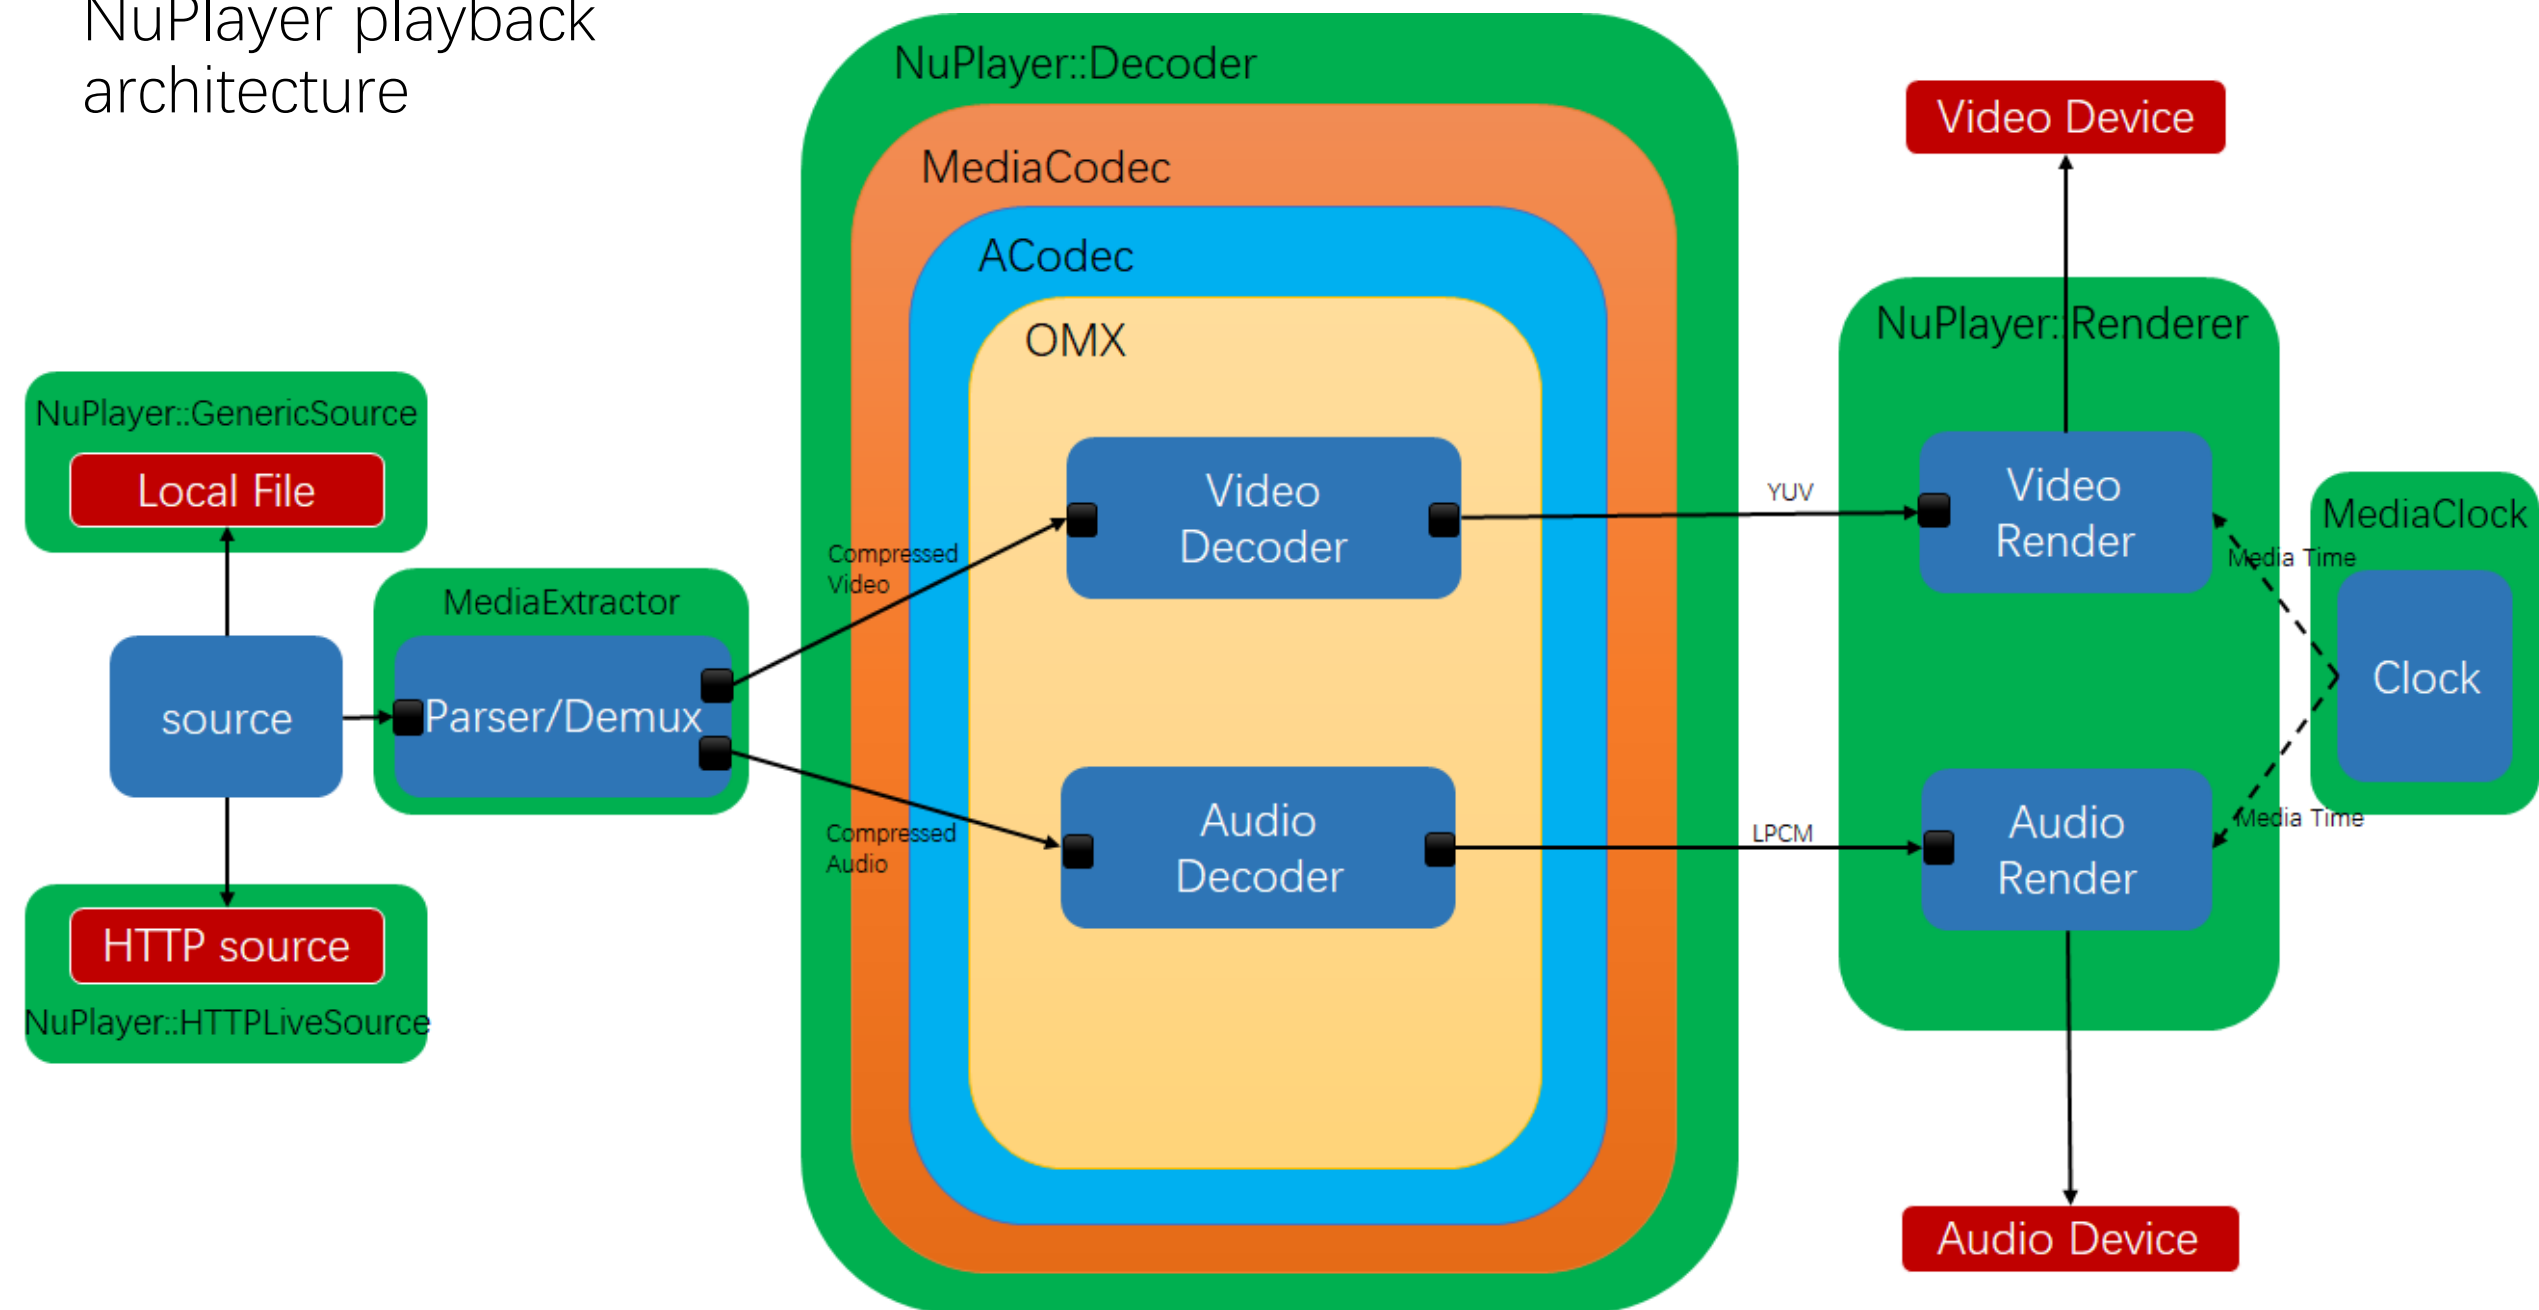 NuPlayer playback
architecture
NuPlayer::Decoder
MediaCodec
ACodec
OMX
Video Device
NuPlayer::Renderer
NuPlayer::GenericSource
Local File
MediaExtractor
Parser/Demux
source
HTTP source
NuPlayer::HTTPLiveSource
Compressed
Video
Compressed
Audio
Video
Decoder
Audio
Decoder
YUV
LPCM
Video
Render
Audio
Render
MediaClock
Media Time
Clock
Media Time
Audio Device